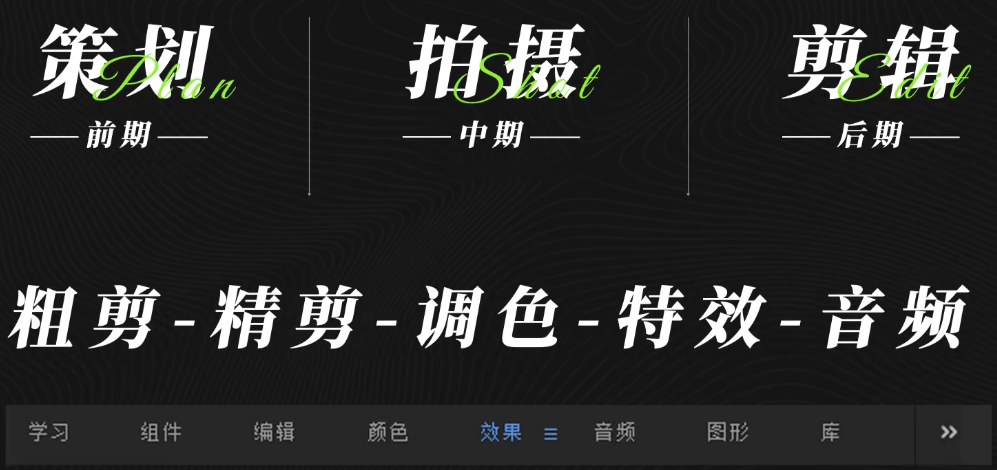 策划 拍摄 剪辑
Plan Shot Edit
前期 中期 后期
粗剪-精剪-调色-特效-音频
学习 组件 编辑 颜色 效果 ≡ 音频 图形 库 »